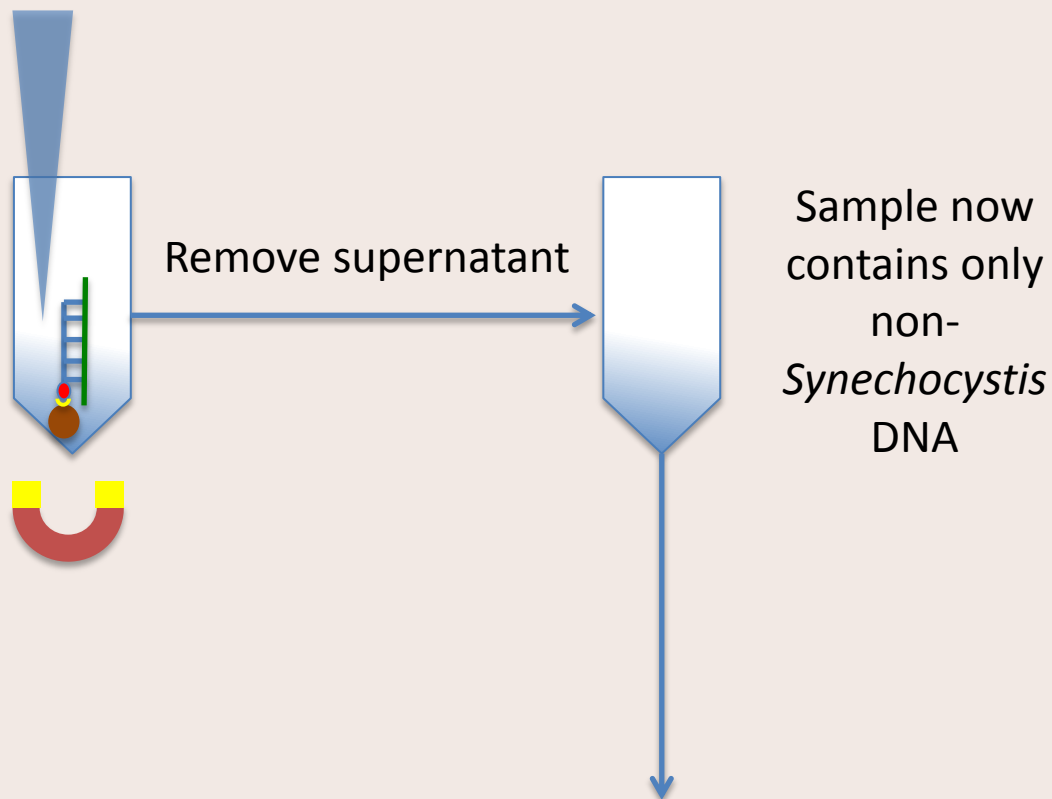 Remove supernatant
Sample now
contains only
non-
Synechocystis
DNA